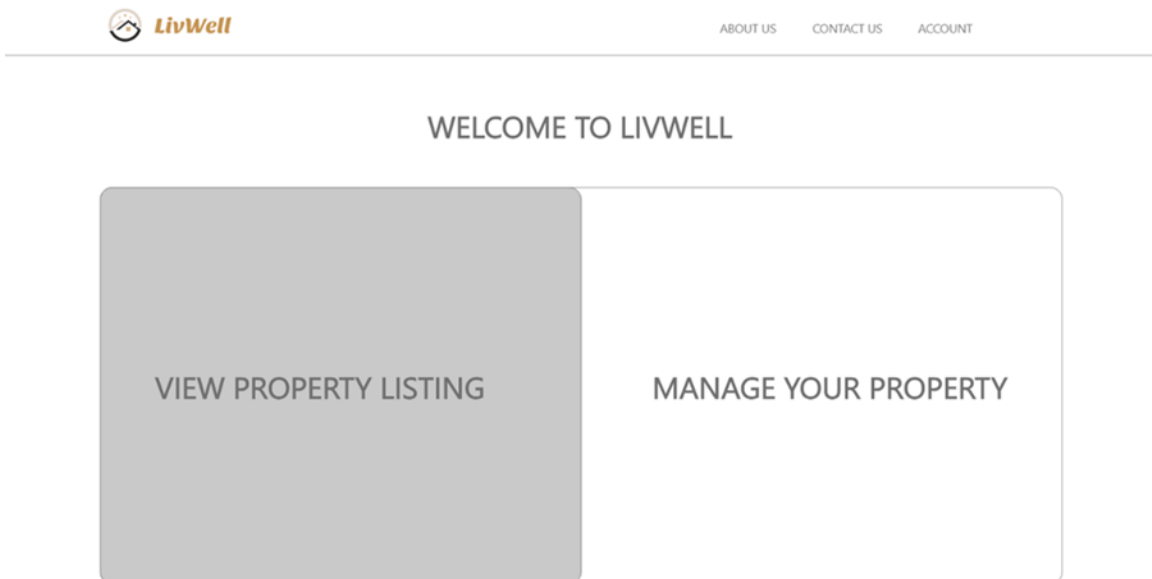 LivWell
ABOUT US CONTACT US ACCOUNT
WELCOME TO LIVWELL
VIEW PROPERTY LISTING
MANAGE YOUR PROPERTY